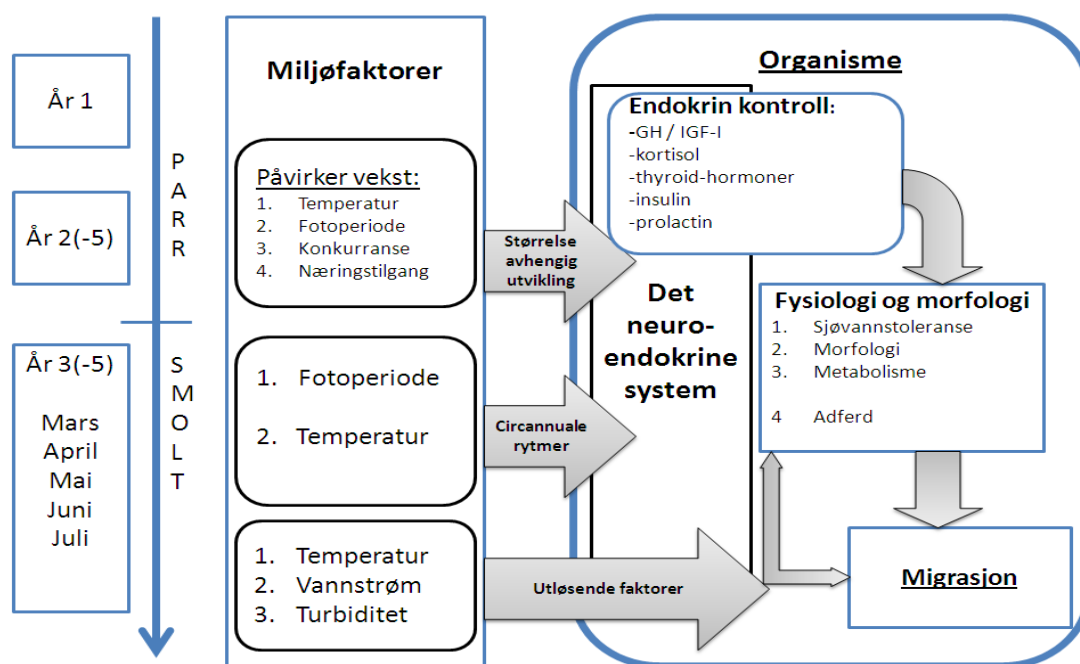 År 1
År 2(-5)
År 3(-5)
Mars
April
Mai
Juni
Juli
P
A
R
R
S
M
O
L
T
Miljøfaktorer
Påvirker vekst:
1. Temperatur
2. Fotoperiode
3. Konkurranse
4. Næringstilgang
1. Fotoperiode
2. Temperatur
1. Temperatur
2. Vannstrøm
3. Turbiditet
Størrelse
avhengig
utvikling
Circannuale
rytmer
Utløsende faktorer
Organisme
Endokrin kontroll:
-GH / IGF-I
-kortisol
-thyroid-hormoner
-insulin
-prolactin
Det
neuro-
endokrine
system
Fysiologi og morfologi
1. Sjøvannstoleranse
2. Morfologi
3. Metabolisme
4 Adferd
Migrasjon